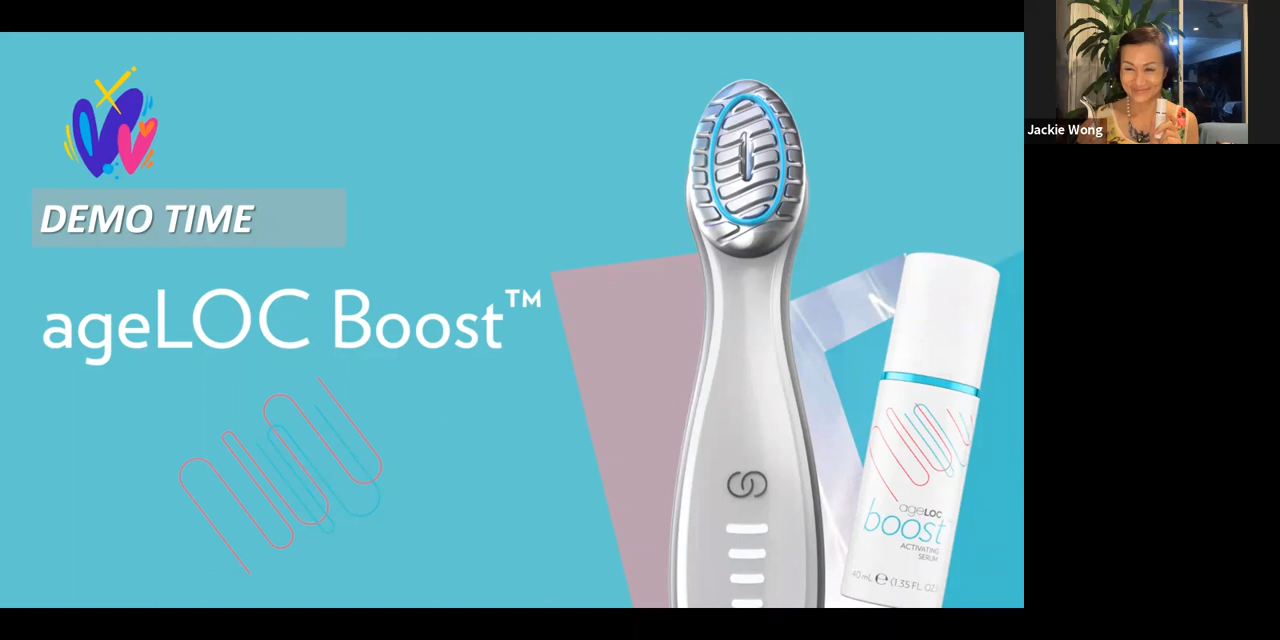 DEMO TIME
ageLOC Boost™
ageLOC
boost
ACTIVATING
SERUM
40 mL ℮ (1.35 FL. OZ.)
Jackie Wong